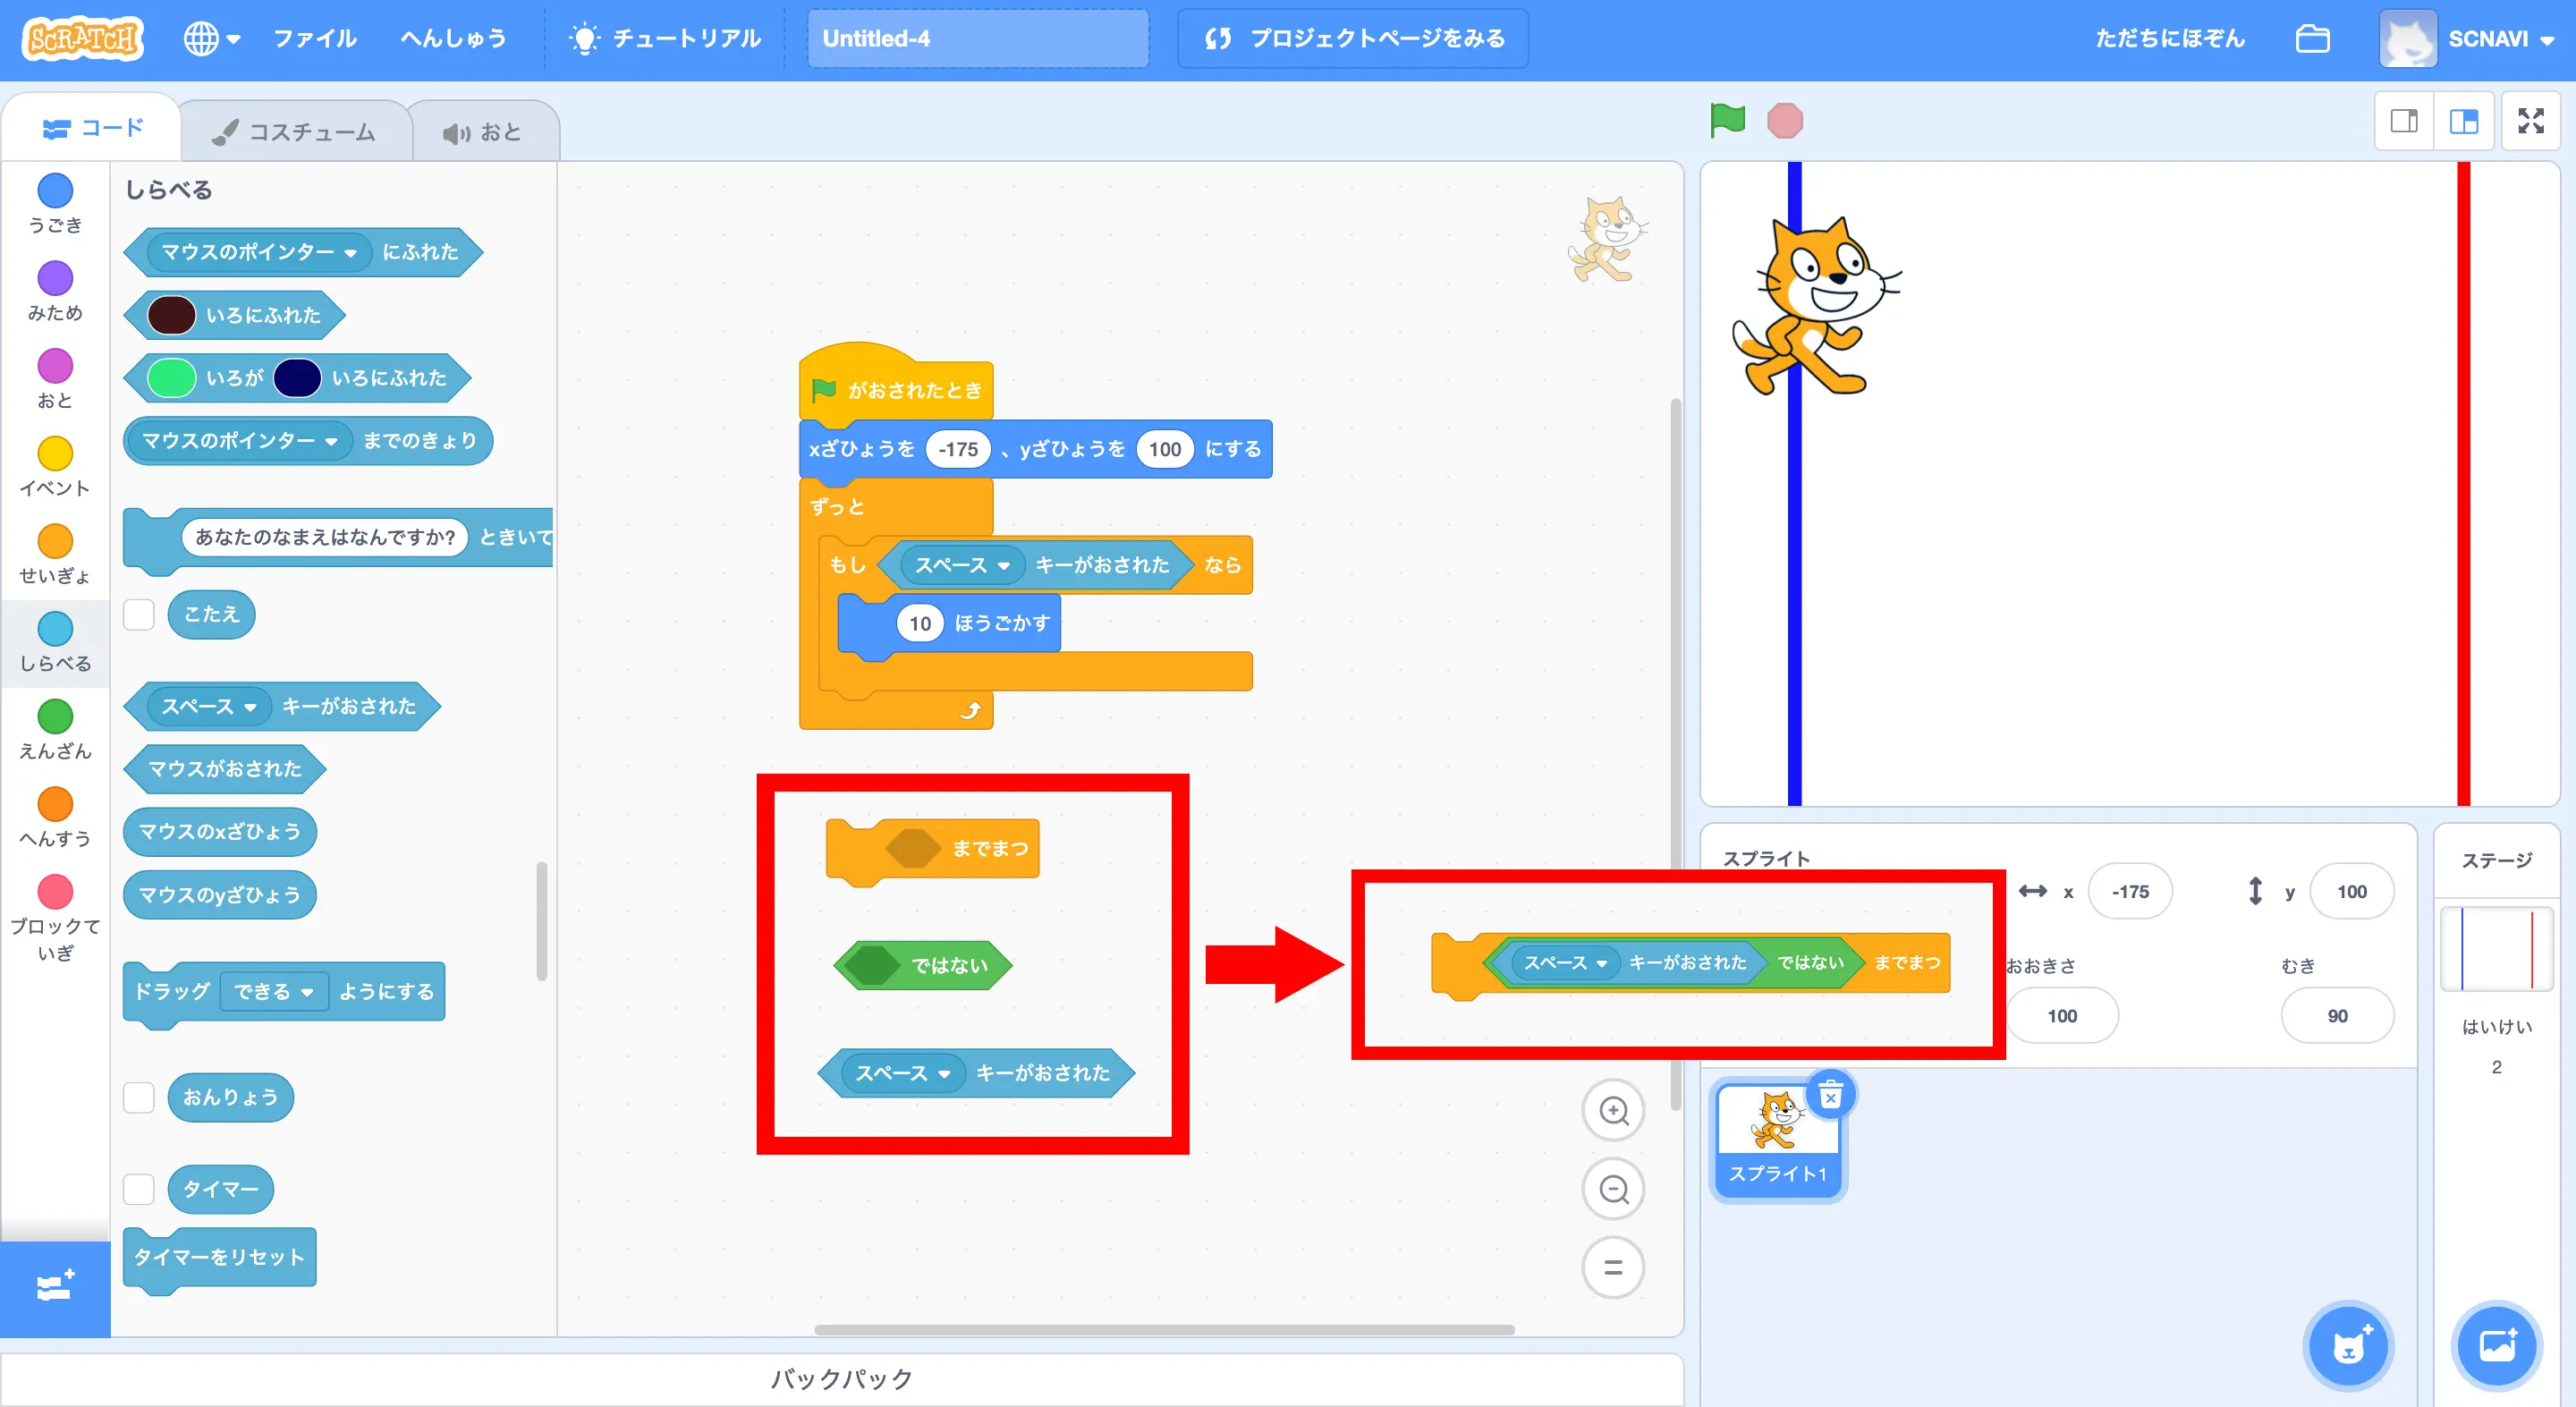 SCRATCH
ファイル
へんしゅう
チュートリアル
Untitled-4
プロジェクトページをみる
ただちにほぞん
SCNAVI
コード
コスチューム
おと
うごき
みため
おと
イベント
せいぎょ
しらべる
えんざん
へんすう
ブロックて
いぎ
しらべる
マウスのポインター にふれた
いろにふれた
いろが いろにふれた
マウスのポインター までのきょり
あなたのなまえはなんですか? ときいて
こたえ
スペース キーがおされた
マウスがおされた
マウスのxざひょう
マウスのyざひょう
ドラッグ できる ようにする
おんりょう
タイマー
タイマーをリセット
がおされたとき
xざひょうを -175 、yざひょうを 100 にする
ずっと
もし スペース キーがおされた なら
10 ほうごかす
までまつ
ではない
スペース キーがおされた
スペース キーがおされた ではない までまつ
バックパック
スプライト
x -175
y 100
おおきさ
100
むき
90
スプライト1
ステージ
はいけい
2